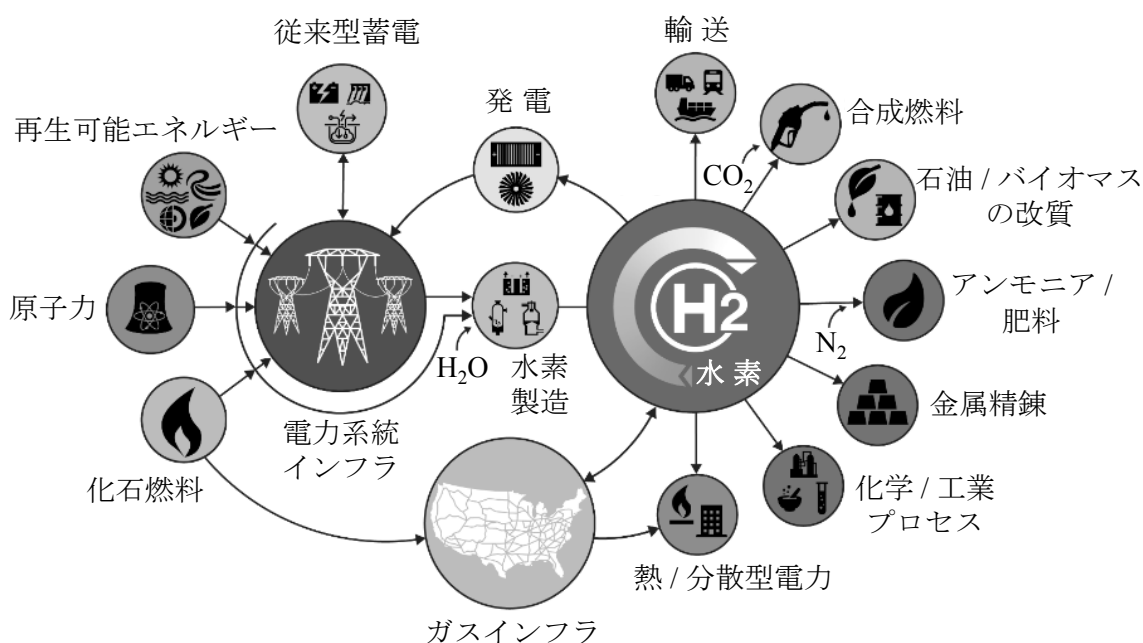 従来型蓄電
輸 送
発 電
再生可能エネルギー
合成燃料
CO₂
石油 / バイオマス
の改質
原子力
H2
水 素
アンモニア /
肥料
N₂
H₂O
水素
製造
金属精錬
電力系統
インフラ
化石燃料
化学 / 工業
プロセス
熱 / 分散型電力
ガスインフラ